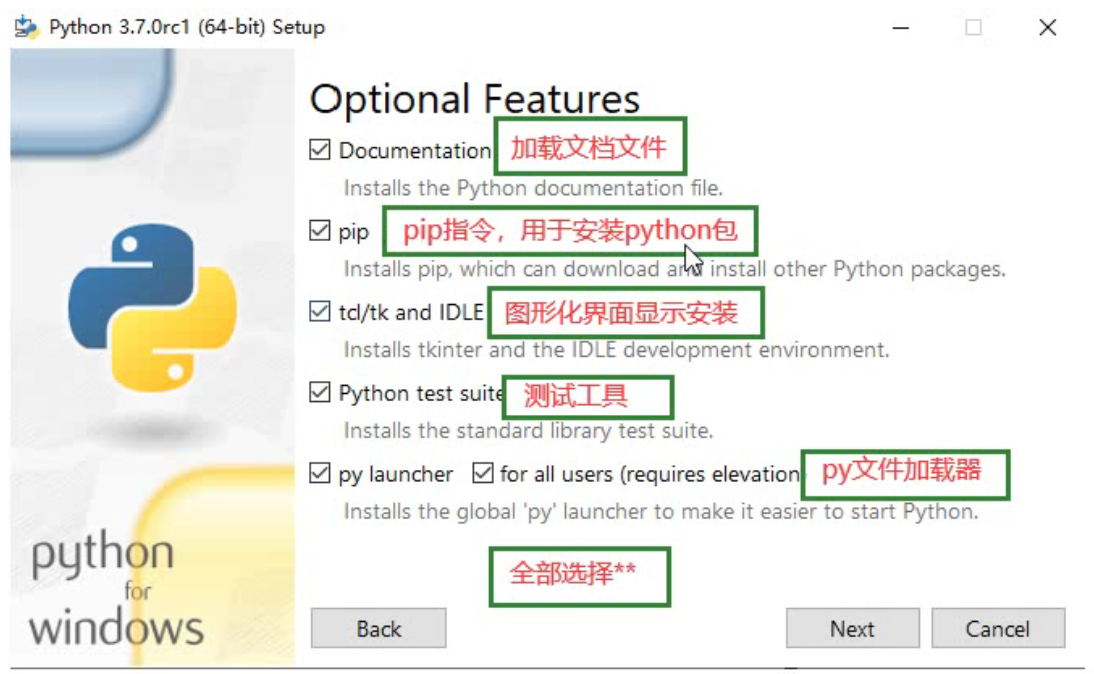 Python 3.7.0rc1 (64-bit) Setup
Optional Features
Documentation 加载文档文件
Installs the Python documentation file.
pip pip指令，用于安装python包
Installs pip, which can download and install other Python packages.
tcl/tk and IDLE 图形化界面显示安装
Installs tkinter and the IDLE development environment.
Python test suite 测试工具
Installs the standard library test suite.
py launcher for all users (requires elevation py文件加载器
Installs the global 'py' launcher to make it easier to start Python.
全部选择**
python
for
windows
Back Next Cancel